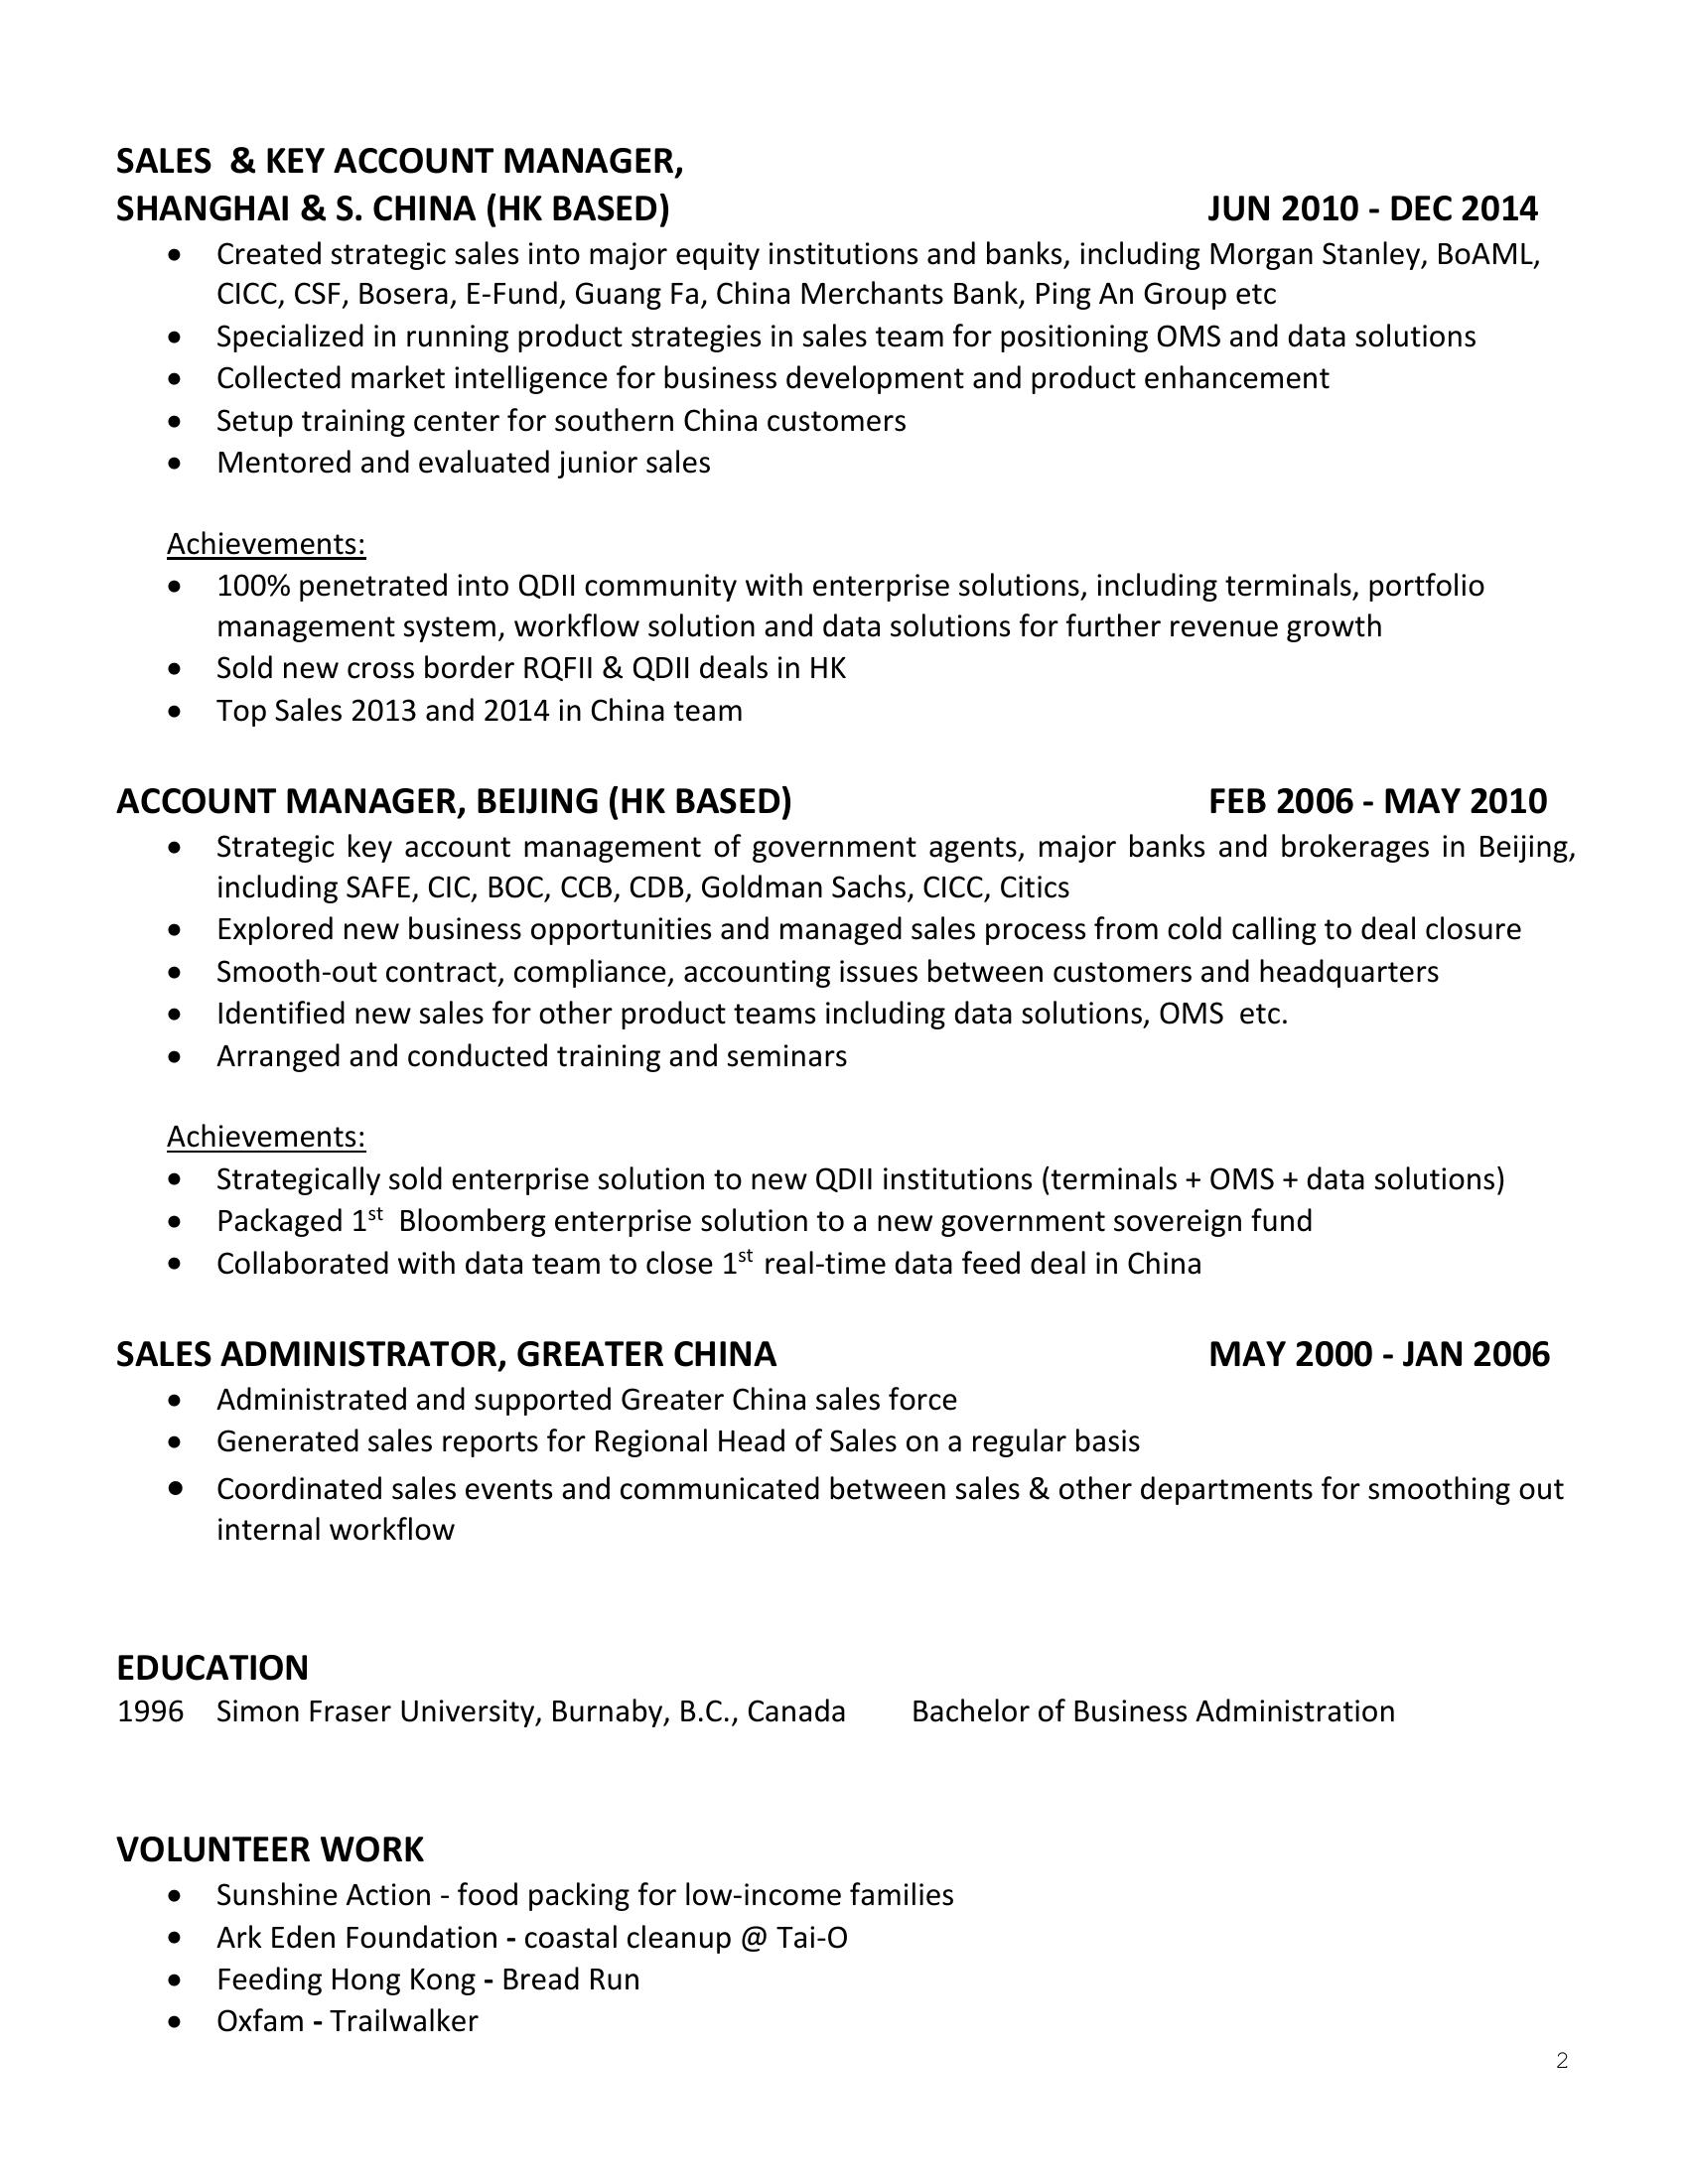 SALES  & KEY ACCOUNT MANAGER,
SHANGHAI & S. CHINA (HK BASED) JUN 2010 - DEC 2014
• Created strategic sales into major equity institutions and banks, including Morgan Stanley, BoAML,
CICC, CSF, Bosera, E-Fund, Guang Fa, China Merchants Bank, Ping An Group etc
• Specialized in running product strategies in sales team for positioning OMS and data solutions
• Collected market intelligence for business development and product enhancement
• Setup training center for southern China customers
• Mentored and evaluated junior sales
Achievements:
• 100% penetrated into QDII community with enterprise solutions, including terminals, portfolio
management system, workflow solution and data solutions for further revenue growth
• Sold new cross border RQFII & QDII deals in HK
• Top Sales 2013 and 2014 in China team
ACCOUNT MANAGER, BEIJING (HK BASED) FEB 2006 - MAY 2010
• Strategic key account management of government agents, major banks and brokerages in Beijing,
including SAFE, CIC, BOC, CCB, CDB, Goldman Sachs, CICC, Citics
• Explored new business opportunities and managed sales process from cold calling to deal closure
• Smooth-out contract, compliance, accounting issues between customers and headquarters
• Identified new sales for other product teams including data solutions, OMS  etc.
• Arranged and conducted training and seminars
Achievements:
• Strategically sold enterprise solution to new QDII institutions (terminals + OMS + data solutions)
• Packaged 1st  Bloomberg enterprise solution to a new government sovereign fund
• Collaborated with data team to close 1st real-time data feed deal in China
SALES ADMINISTRATOR, GREATER CHINA MAY 2000 - JAN 2006
• Administrated and supported Greater China sales force
• Generated sales reports for Regional Head of Sales on a regular basis
• Coordinated sales events and communicated between sales & other departments for smoothing out
internal workflow
EDUCATION
1996 Simon Fraser University, Burnaby, B.C., Canada Bachelor of Business Administration
VOLUNTEER WORK
• Sunshine Action - food packing for low-income families
• Ark Eden Foundation - coastal cleanup @ Tai-O
• Feeding Hong Kong - Bread Run
• Oxfam - Trailwalker
2